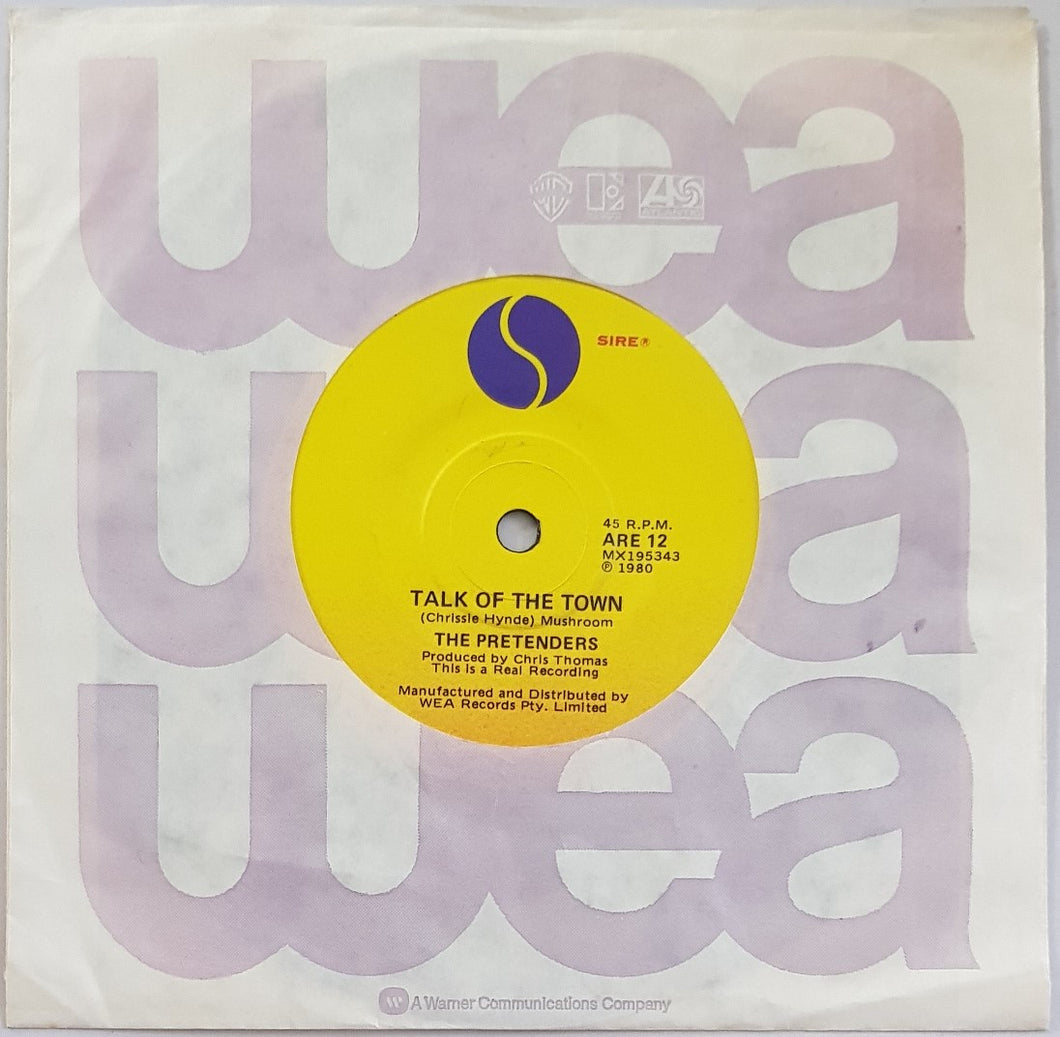 wea
ATLANTIC
SIRE®
wea
45 R.P.M.
ARE 12
MX195343
℗ 1980
TALK OF THE TOWN
(Chrissie Hynde) Mushroom
THE PRETENDERS
Produced by Chris Thomas
This is a Real Recording
Manufactured and Distributed by
WEA Records Pty. Limited
wea
A Warner Communications Company